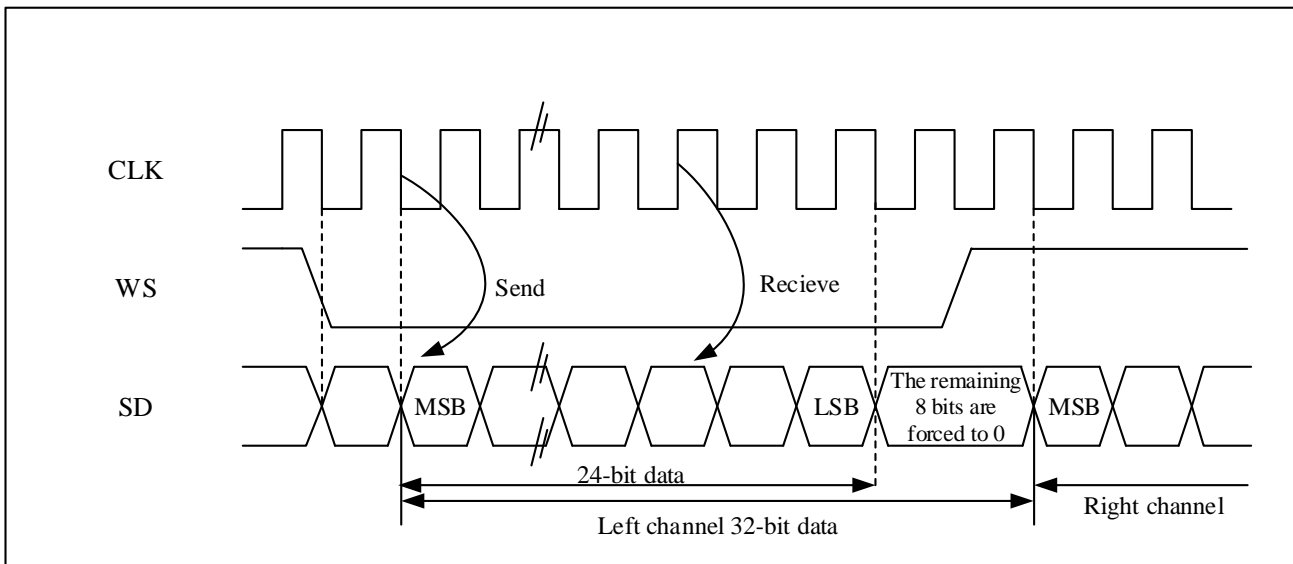 CLK
WS
Send
Recieve
SD
MSB
LSB
The remaining
8 bits are
forced to 0
MSB
24-bit data
Left channel 32-bit data
Right channel